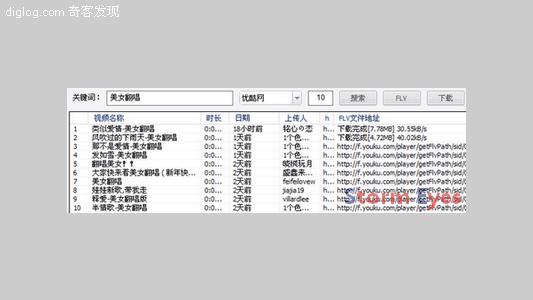 diglog.com 奇客发现
关键词： 美女翻唱 优酷网 10 搜索 FLV 下载
视频名称 时长 日期 上传人 h FLV文件地址
1 类似爱情-美女翻唱 0:0... 18小时前 铭心の恋 h... 下载完成[7.78MB] 30.55kB/s
2 风吹过的下雨天-美女翻唱 0:0... 1天前 1个色... h... 下载完成[4.72MB] 40.02kB/s
3 那不是爱情-美女翻唱 0:0... 1天前 1个色... h... http://f.youku.com/player/getFlvPath/sid/0
4 发如雪-美女翻唱 0:0... 1天前 1个色... h... http://f.youku.com/player/getFlvPath/sid/0
5 翻唱美女！！ 0:0... 2天前 玩月 h... http://f.youku.com/player/getFlvPath/sid/0
6 大家快来看美女翻唱（新年快... 0:0... 2天前 盛鑫来... h... http://f.youku.com/player/getFlvPath/sid/0
7 美女翻唱 0:0... 2天前 feifeilovew h... http://f.youku.com/player/getFlvPath/sid/0
8 娃娃新歌,带我走 0:0... 2天前 jiajia19 h... http://f.youku.com/player/getFlvPath/sid/
9 释爱-美女翻唱版 0:0... 2天前 villardlee h... http://f.youku.com/player/getFlvPath/sid/
10 半情歌-美女翻唱 0:0... 2天前 1个色... h... http://f.youku.com/player/getFlvPath/sid/0
Storm Eyes